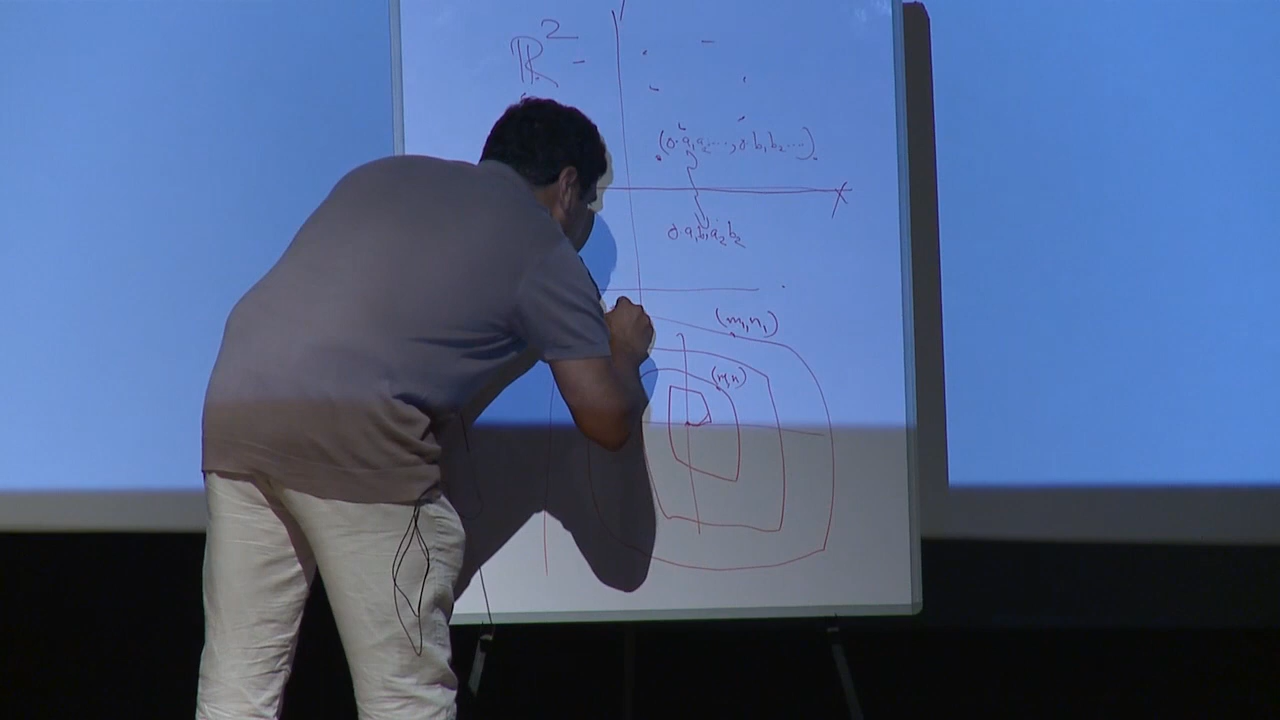 ℝ² -
(0.a₁a₂..., 0.b₁b₂...)
0.a₁b₁a₂b₂
(m₁,n₁)
(m,n)